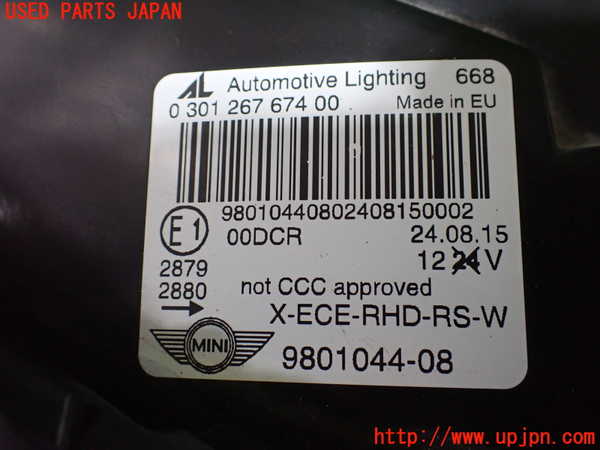 USED PARTS JAPAN
AL Automotive Lighting 668
0 301 267 674 00 Made in EU
98010440802408150002
E1 00DCR 24.08.15
12 24 V
2879
2880 not CCC approved
X-ECE-RHD-RS-W
MINI 9801044-08
http://www.upjpn.com/